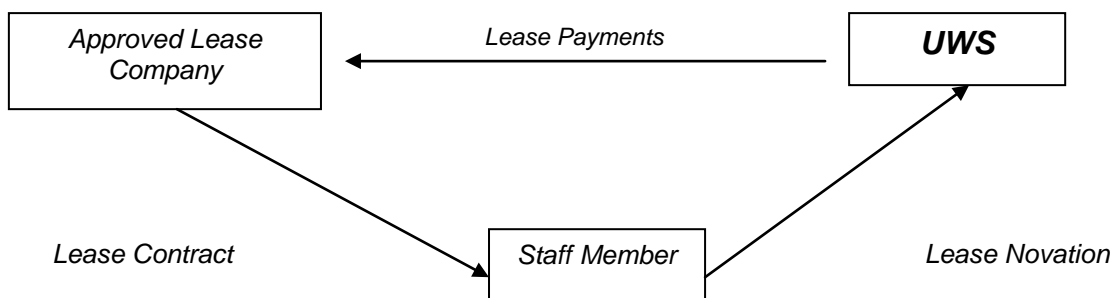 Approved Lease
Company
Lease Payments
UWS
Lease Contract
Staff Member
Lease Novation